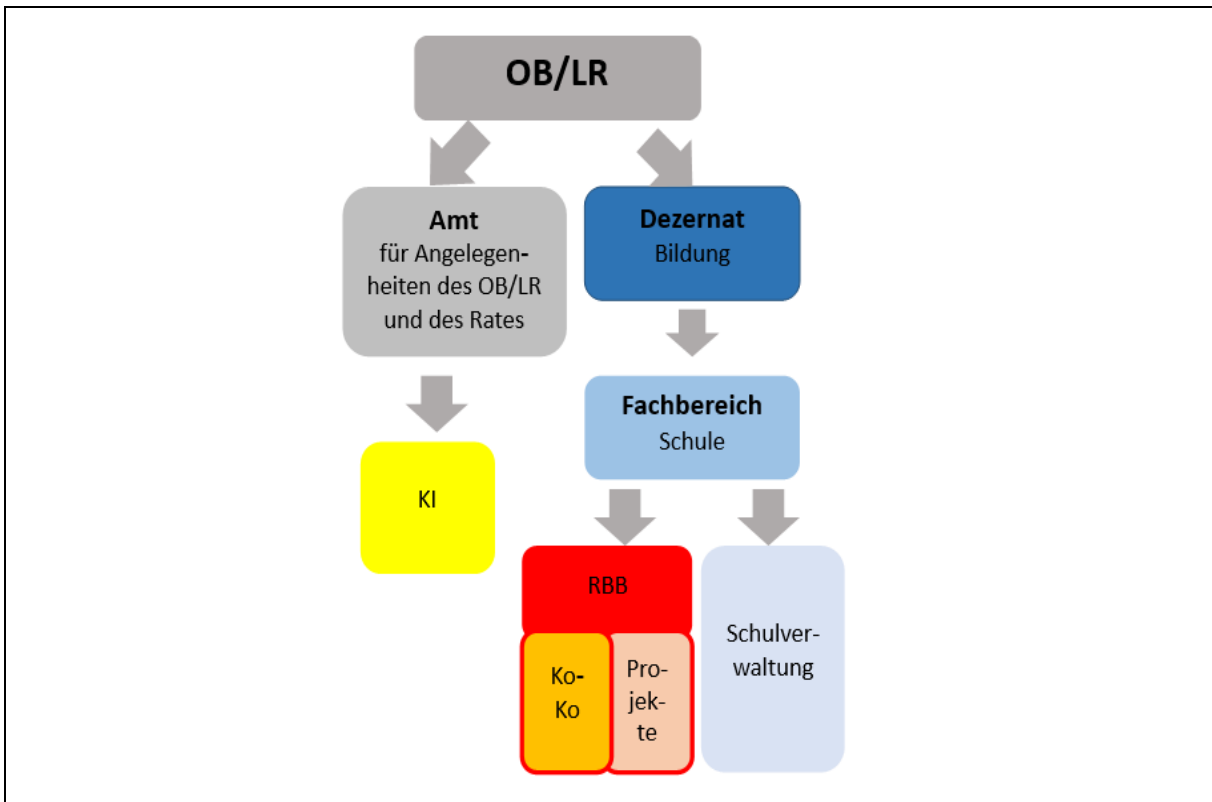 OB/LR
Amt
für Angelegen-
heiten des OB/LR
und des Rates
Dezernat
Bildung
Fachbereich
Schule
KI
RBB
Ko-
Ko
Pro-
jek-
te
Schulver-
waltung